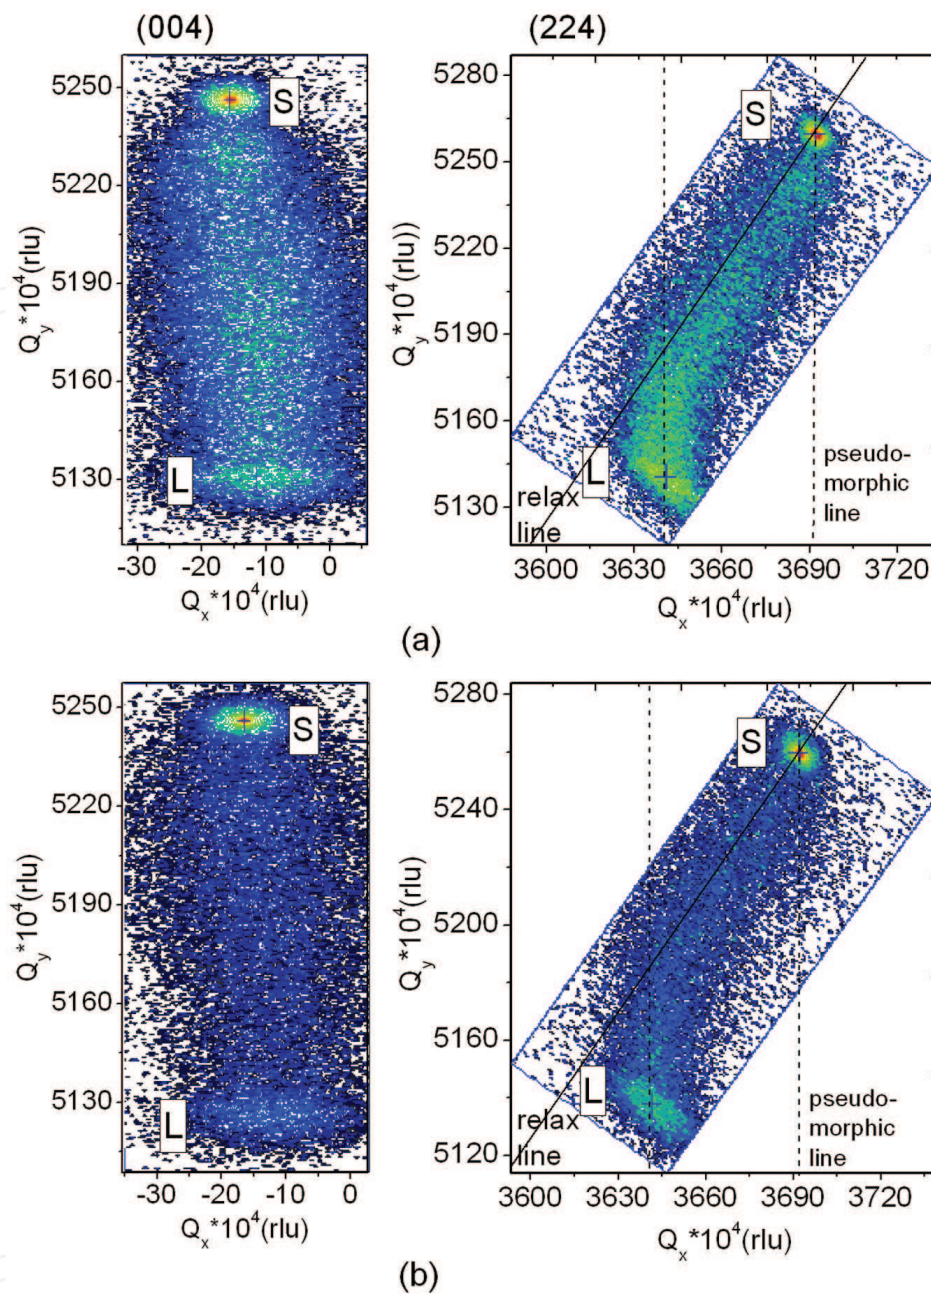 (004)
(224)
Q_y*10^4(rlu)
5250
5220
5190
5160
5130
S
L
-30 -20 -10 0
Q_x*10^4(rlu)
Q_y*10^4(rlu))
5280
5250
5220
5190
5160
5130
S
L
relax
line
pseudo-
morphic
line
3600 3630 3660 3690 3720
Q_x*10^4(rlu)
(a)
Q_y*10^4(rlu)
5250
5220
5190
5160
5130
S
L
-30 -20 -10 0
Q_x*10^4(rlu)
Q_y*10^4(rlu)
5280
5240
5200
5160
5120
S
L
relax
line
pseudo-
morphic
line
3600 3630 3660 3690 3720
Q_x*10^4(rlu)
(b)